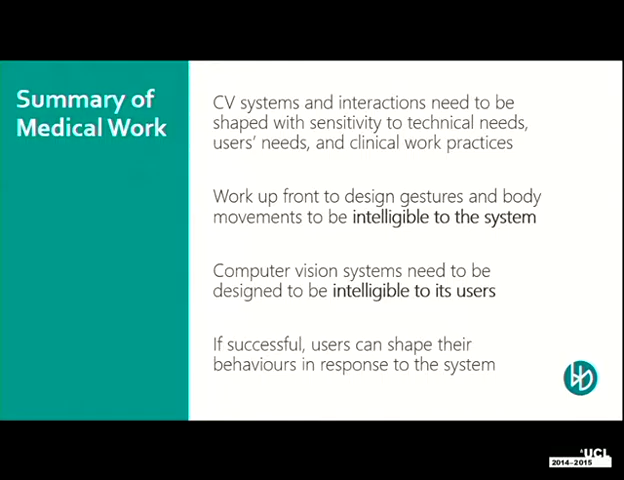 Summary of
Medical Work
CV systems and interactions need to be
shaped with sensitivity to technical needs,
users' needs, and clinical work practices
Work up front to design gestures and body
movements to be intelligible to the system
Computer vision systems need to be
designed to be intelligible to its users
If successful, users can shape their
behaviours in response to the system
UCL
2014-2015